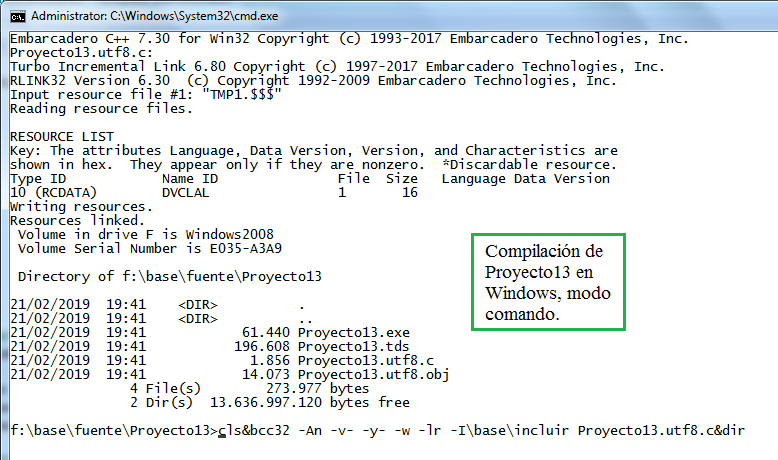 Administrator: C:\Windows\System32\cmd.exe
Embarcadero C++ 7.30 for Win32 Copyright (c) 1993-2017 Embarcadero Technologies, Inc.
Proyecto13.utf8.c:
Turbo Incremental Link 6.80 Copyright (c) 1997-2017 Embarcadero Technologies, Inc.
RLINK32 Version 6.30  (c) Copyright 1992-2009 Embarcadero Technologies, Inc.
Input resource file #1: "TMP1.$$$"
Reading resource files.
RESOURCE LIST
Key: The attributes Language, Data Version, Version, and Characteristics are
shown in hex.  They appear only if they are nonzero.  *Discardable resource.
Type ID            Name ID               File  Size   Language Data Version
10 (RCDATA)        DVCLAL                1       16
Writing resources.
Resources linked.
Volume in drive F is Windows2008
Volume Serial Number is E035-A3A9
Directory of f:\base\fuente\Proyecto13
21/02/2019  19:41    <DIR>          .
21/02/2019  19:41    <DIR>          ..
21/02/2019  19:41            61.440 Proyecto13.exe
21/02/2019  19:41           196.608 Proyecto13.tds
21/02/2019  19:41             1.856 Proyecto13.utf8.c
21/02/2019  19:41            14.073 Proyecto13.utf8.obj
4 File(s)        273.977 bytes
2 Dir(s)  13.636.997.120 bytes free
f:\base\fuente\Proyecto13>cls&bcc32 -An -v- -y- -w -lr -I\base\incluir Proyecto13.utf8.c&dir
Compilación de
Proyecto13 en
Windows, modo
comando.